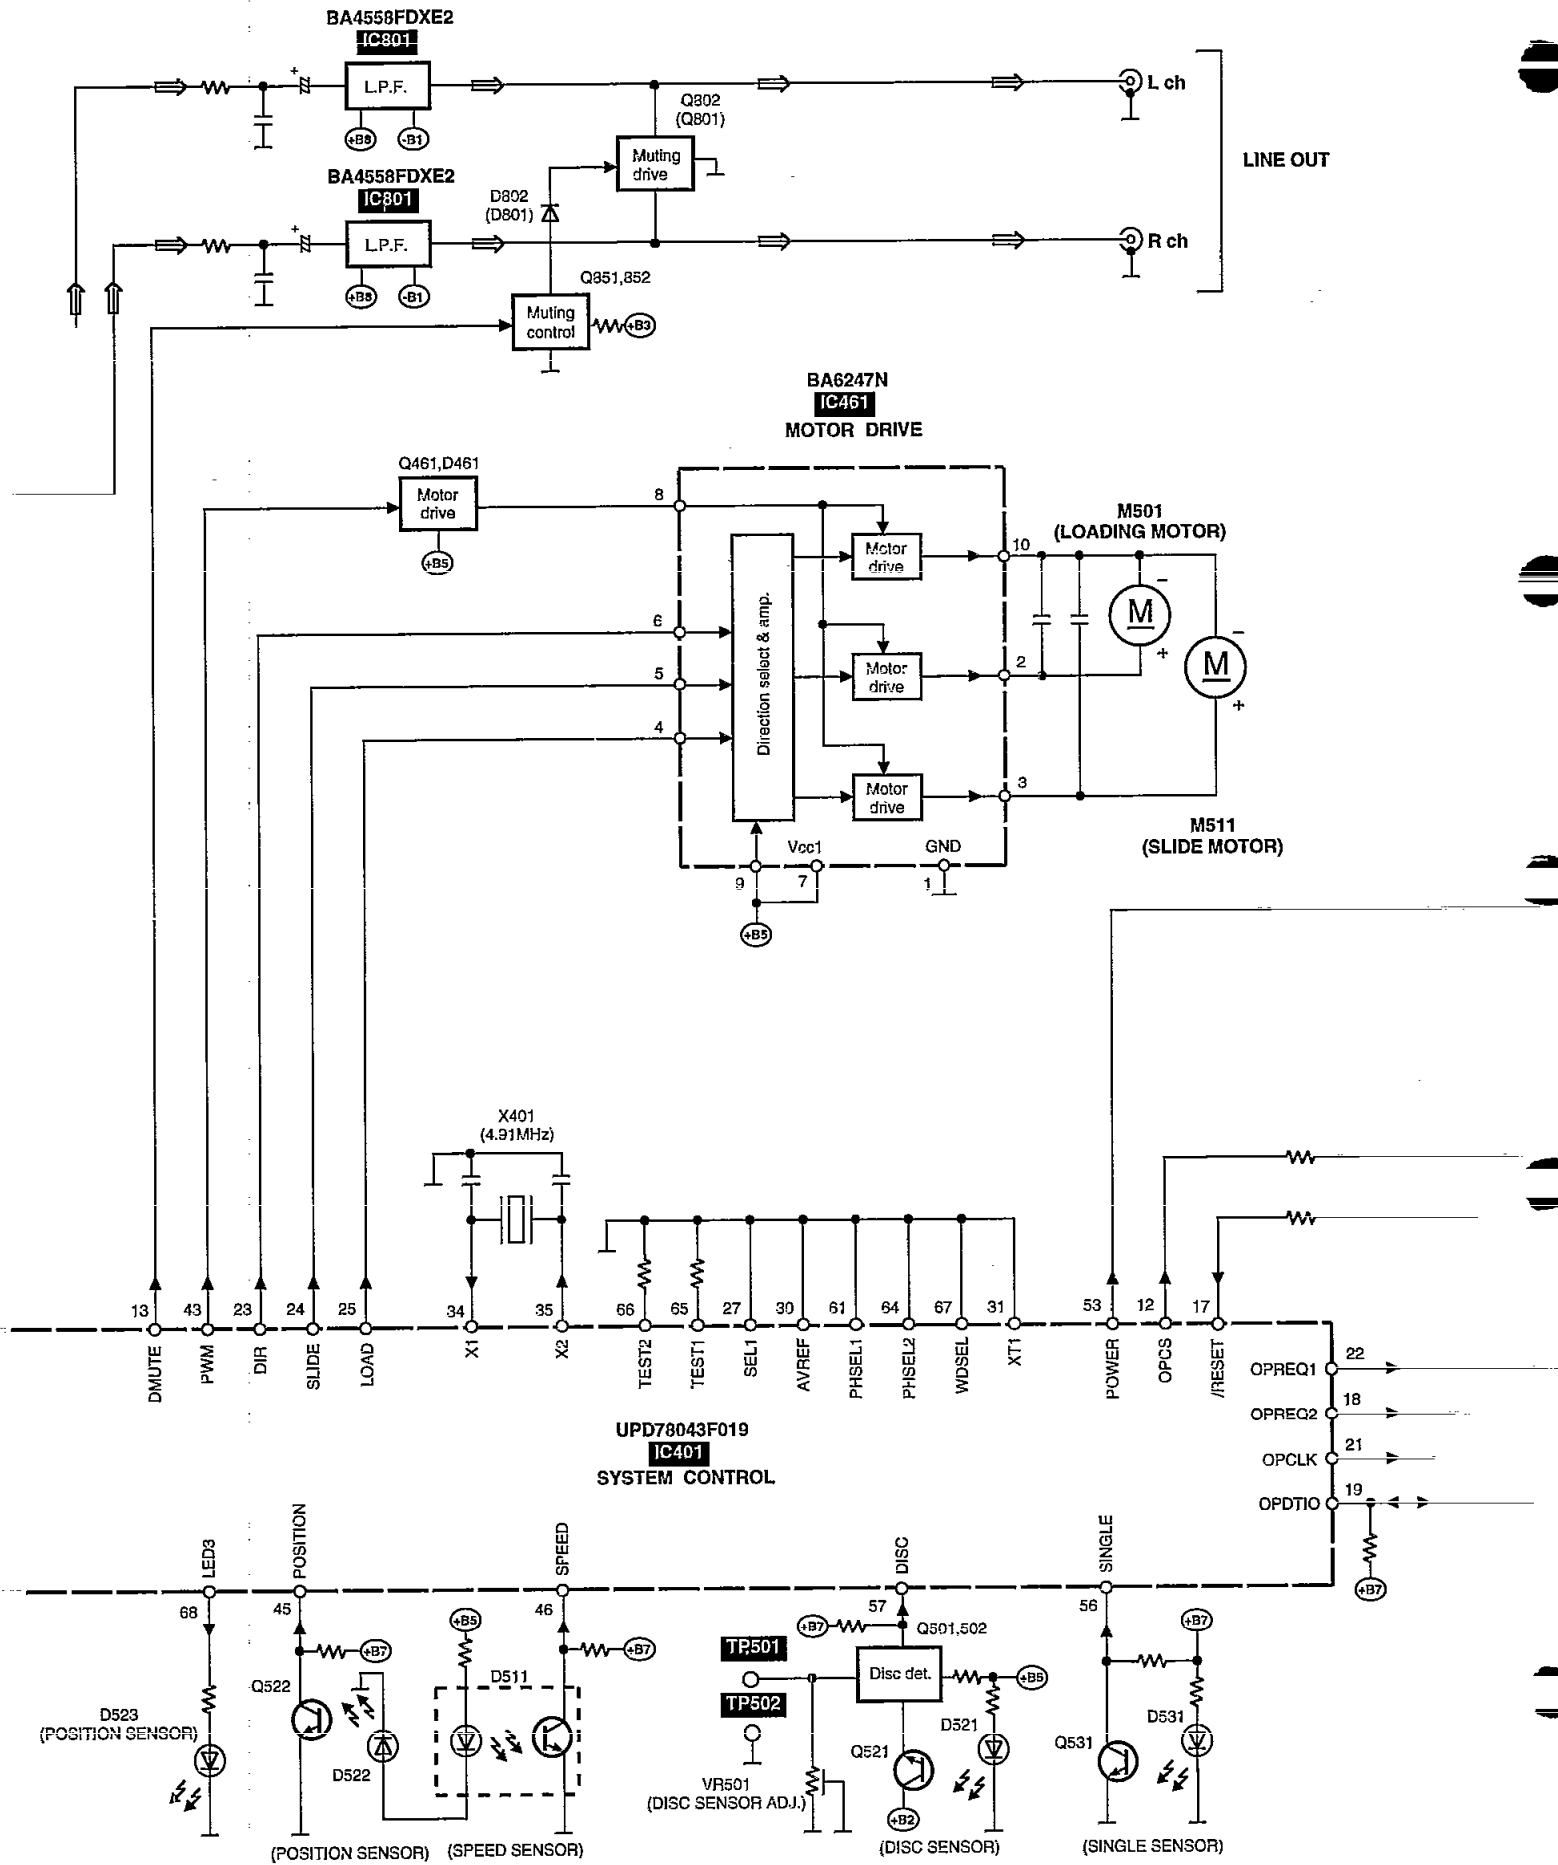 BA4558FDXE2
IC801
L.P.F.
+B8
-B1
L ch
Q802
(Q801)
Muting
drive
LINE OUT
BA4558FDXE2
IC801
L.P.F.
+B8
-B1
D802
(D801)
R ch
Q851,852
Muting
control
+B3
BA6247N
IC461
MOTOR DRIVE
Q461,D461
Motor
drive
+B5
8
6
5
4
Direction select & amp.
Motor
drive
Motor
drive
Motor
drive
10
2
3
M501
(LOADING MOTOR)
M
M
-
+
-
+
M511
(SLIDE MOTOR)
Vcc1
GND
9
7
1
+B5
X401
(4.91MHz)
13
43
23
24
25
34
35
66
65
27
30
61
64
67
31
53
12
17
DMUTE
PWM
DIR
SLIDE
LOAD
X1
X2
TEST2
TEST1
SEL1
AVREF
PHSEL1
PHSEL2
WDSEL
XT1
POWER
OPCS
/RESET
OPREQ1
22
OPREQ2
18
OPCLK
21
OPDTIO
19
+B7
UPD78043F019
IC401
SYSTEM CONTROL
LED3
POSITION
SPEED
DISC
SINGLE
68
45
46
57
56
+B7
+B5
+B7
+B7
Q501,502
+B7
TP501
TP502
Disc det.
+B5
Q522
D511
D523
(POSITION SENSOR)
D522
D521
Q521
D531
Q531
VR501
(DISC SENSOR ADJ.)
+B2
(POSITION SENSOR)
(SPEED SENSOR)
(DISC SENSOR)
(SINGLE SENSOR)